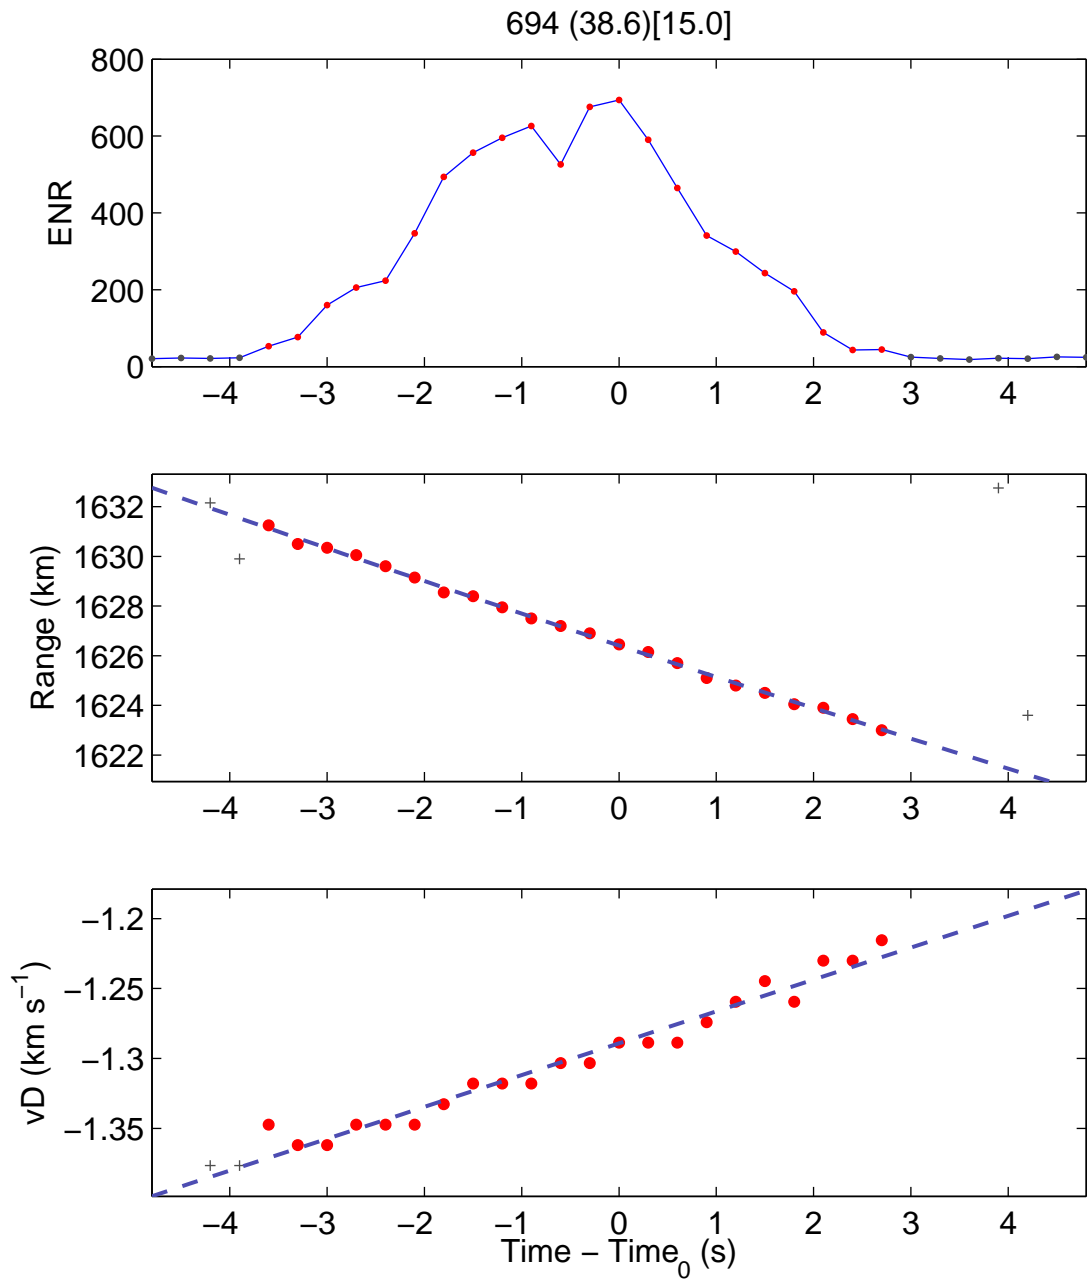 694 (38.6)[15.0]
800
600
400
200
0
ENR
−4 −3 −2 −1 0 1 2 3 4
1632
1630
1628
1626
1624
1622
Range (km)
−4 −3 −2 −1 0 1 2 3 4
−1.2
−1.25
−1.3
−1.35
vD (km s−1)
−4 −3 −2 −1 0 1 2 3 4
Time − Time0 (s)